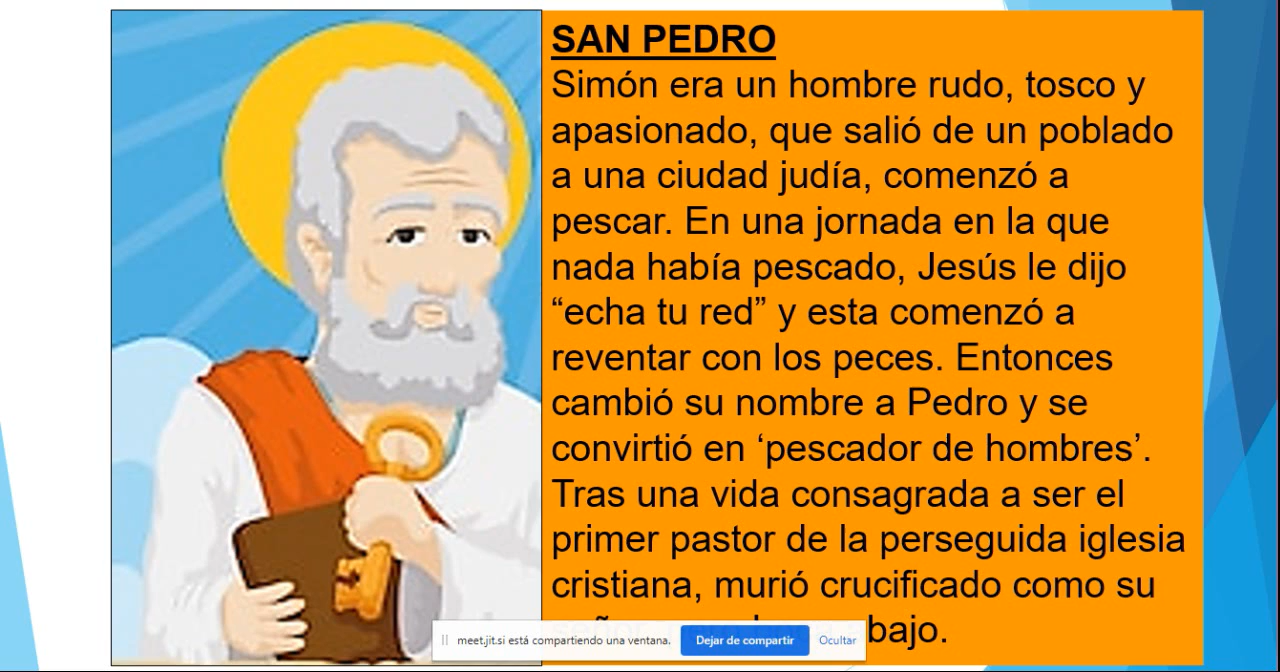 SAN PEDRO
Simón era un hombre rudo, tosco y
apasionado, que salió de un poblado
a una ciudad judía, comenzó a
pescar. En una jornada en la que
nada había pescado, Jesús le dijo
“echa tu red” y esta comenzó a
reventar con los peces. Entonces
cambió su nombre a Pedro y se
convirtió en ‘pescador de hombres’.
Tras una vida consagrada a ser el
primer pastor de la perseguida iglesia
cristiana, murió crucificado como su
bajo.
meet.jit.si está compartiendo una ventana. Dejar de compartir Ocultar